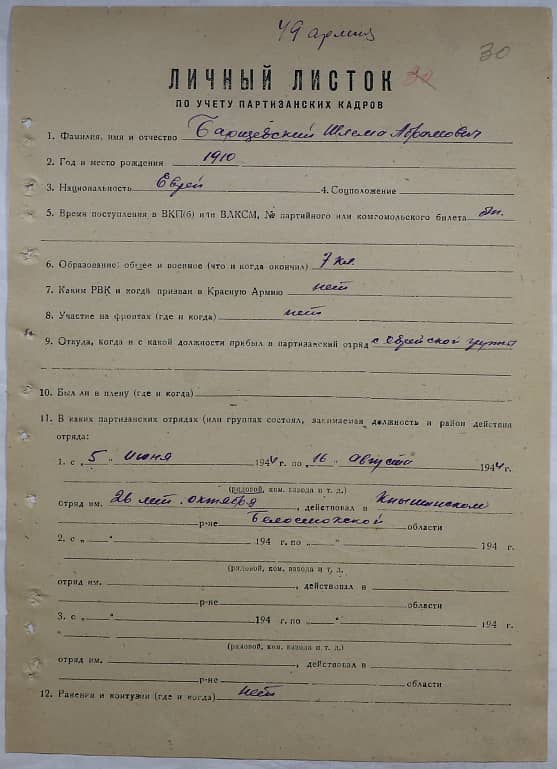 49 армия
30
ЛИЧНЫЙ ЛИСТОК 30
ПО УЧЕТУ ПАРТИЗАНСКИХ КАДРОВ
1. Фамилия, имя и отчество Барщевский Шлема Абрамович
2. Год и место рождения 1910
3. Национальность Еврей 4. Соцположение
5. Время поступления в ВКП(б) или ВЛКСМ, № партийного или комсомольского билета бп.
6. Образование: общее и военное (что и когда окончил) 7 кл.
7. Каким РВК и когда призван в Красную Армию нет
8. Участие на фронтах (где и когда) нет
9. Откуда, когда и с какой должности прибыл в партизанский отряд с Еврейской группы
10. Был ли в плену (где и когда)
11. В каких партизанских отрядах (или группах состоял, занимаемая должность и район действия
отряда:
1. с „ 5 " июня 1944 г. по „ 16 " августа 1944 г.
(рядовой, ком. взвода и т. д.)
отряд им. 26 лет октября, действовал в Кнышинском
р-не Белостокской области
2. с „ " 194 г. по „ " 194 г.
(рядовой, ком. взвода и т. д.
отряд им. , действовал в
р-не области
3. с „ " 194 г. по „ " 194 г.
(рядовой, ком. взвода и т. д.)
отряд им. , действовал в
р-не области
12. Ранения и контузии (где и когда) нет